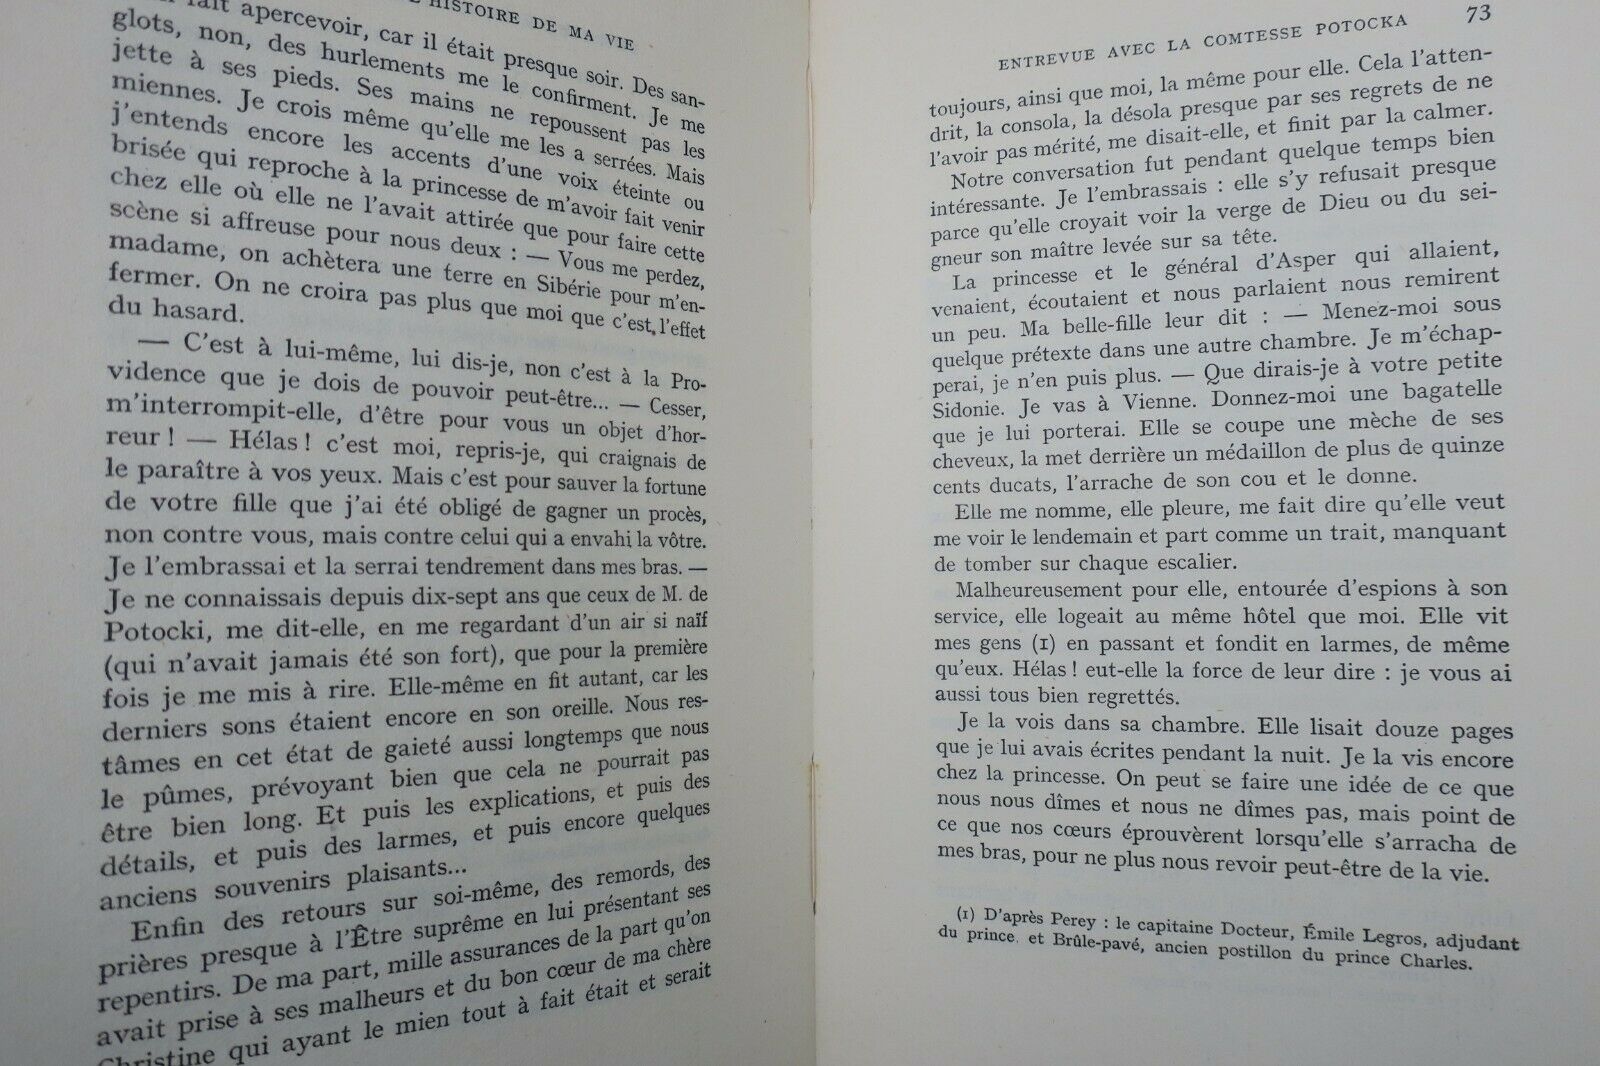 HISTOIRE DE MA VIE
fait apercevoir, car il était presque soir. Des san-
glots, non, des hurlements me le confirment. Je me
jette à ses pieds. Ses mains ne repoussent pas les
miennes. Je crois même qu'elle me les a serrées. Mais
j'entends encore les accents d'une voix éteinte ou
brisée qui reproche à la princesse de m'avoir fait venir
chez elle où elle ne l'avait attirée que pour faire cette
scène si affreuse pour nous deux : — Vous me perdez,
madame, on achètera une terre en Sibérie pour m'en-
fermer. On ne croira pas plus que moi que c'est l'effet
du hasard.
— C'est à lui-même, lui dis-je, non c'est à la Pro-
vidence que je dois de pouvoir peut-être... — Cesser,
m'interrompit-elle, d'être pour vous un objet d'hor-
reur ! — Hélas ! c'est moi, repris-je, qui craignais de
le paraître à vos yeux. Mais c'est pour sauver la fortune
de votre fille que j'ai été obligé de gagner un procès,
non contre vous, mais contre celui qui a envahi la vôtre.
Je l'embrassai et la serrai tendrement dans mes bras. —
Je ne connaissais depuis dix-sept ans que ceux de M. de
Potocki, me dit-elle, en me regardant d'un air si naïf
(qui n'avait jamais été son fort), que pour la première
fois je me mis à rire. Elle-même en fit autant, car les
derniers sons étaient encore en son oreille. Nous res-
tâmes en cet état de gaieté aussi longtemps que nous
le pûmes, prévoyant bien que cela ne pourrait pas
être bien long. Et puis les explications, et puis des
détails, et puis des larmes, et puis encore quelques
anciens souvenirs plaisants...
Enfin des retours sur soi-même, des remords, des
prières presque à l'Être suprême en lui présentant ses
repentirs. De ma part, mille assurances de la part qu'on
avait prise à ses malheurs et du bon cœur de ma chère
Christine qui ayant le mien tout à fait était et serait
ENTREVUE AVEC LA COMTESSE POTOCKA 73
toujours, ainsi que moi, la même pour elle. Cela l'atten-
drit, la consola, la désola presque par ses regrets de ne
l'avoir pas mérité, me disait-elle, et finit par la calmer.
Notre conversation fut pendant quelque temps bien
intéressante. Je l'embrassais : elle s'y refusait presque
parce qu'elle croyait voir la verge de Dieu ou du sei-
gneur son maître levée sur sa tête.
La princesse et le général d'Asper qui allaient,
venaient, écoutaient et nous parlaient nous remirent
un peu. Ma belle-fille leur dit : — Menez-moi sous
quelque prétexte dans une autre chambre. Je m'échap-
perai, je n'en puis plus. — Que dirais-je à votre petite
Sidonie. Je vas à Vienne. Donnez-moi une bagatelle
que je lui porterai. Elle se coupe une mèche de ses
cheveux, la met derrière un médaillon de plus de quinze
cents ducats, l'arrache de son cou et le donne.
Elle me nomme, elle pleure, me fait dire qu'elle veut
me voir le lendemain et part comme un trait, manquant
de tomber sur chaque escalier.
Malheureusement pour elle, entourée d'espions à son
service, elle logeait au même hôtel que moi. Elle vit
mes gens (1) en passant et fondit en larmes, de même
qu'eux. Hélas ! eut-elle la force de leur dire : je vous ai
aussi tous bien regrettés.
Je la vois dans sa chambre. Elle lisait douze pages
que je lui avais écrites pendant la nuit. Je la vis encore
chez la princesse. On peut se faire une idée de ce que
nous nous dîmes et nous ne dîmes pas, mais point de
ce que nos cœurs éprouvèrent lorsqu'elle s'arracha de
mes bras, pour ne plus nous revoir peut-être de la vie.
(1) D'après Perey : le capitaine Docteur, Émile Legros, adjudant
du prince et Brûle-pavé, ancien postillon du prince Charles.